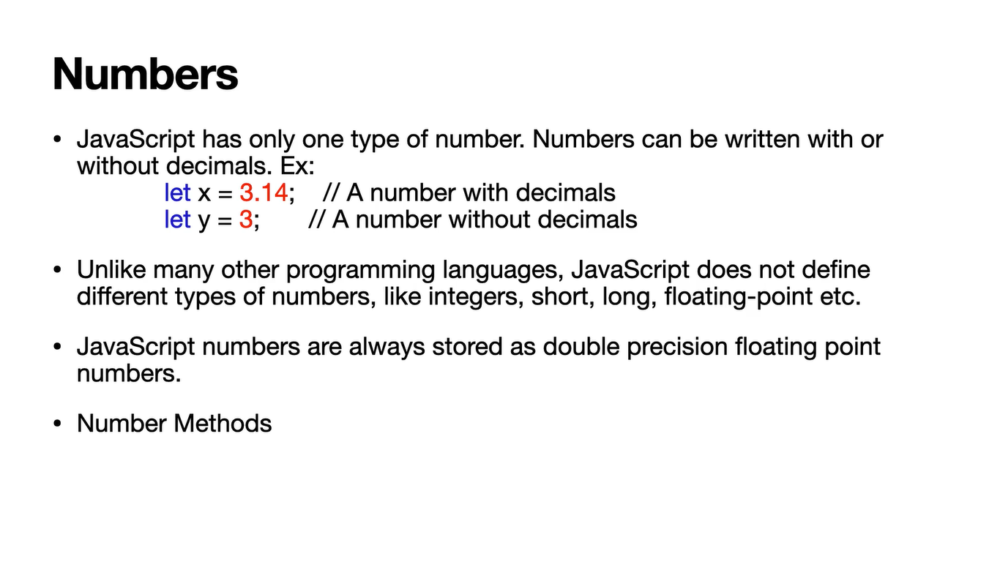 Numbers
• JavaScript has only one type of number. Numbers can be written with or
without decimals. Ex:
let x = 3.14;    // A number with decimals
let y = 3;       // A number without decimals
• Unlike many other programming languages, JavaScript does not define
different types of numbers, like integers, short, long, floating-point etc.
• JavaScript numbers are always stored as double precision floating point
numbers.
• Number Methods